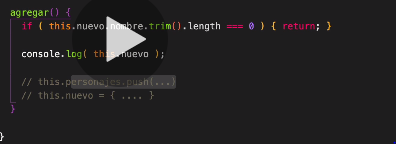 agregar() {
if ( this.nuevo.nombre.trim().length === 0 ) { return; }
console.log( this.nuevo );
// this.personajes.push(...)
// this.nuevo = { .... }
}
}